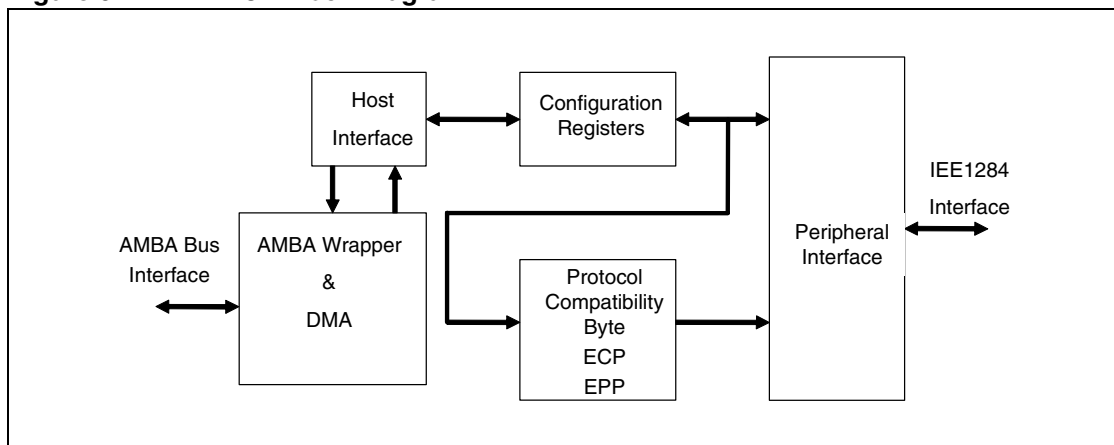 Host
Interface
Configuration
Registers
AMBA Bus
Interface
AMBA Wrapper
&
DMA
Protocol
Compatibility
Byte
ECP
EPP
Peripheral
Interface
IEE1284
Interface